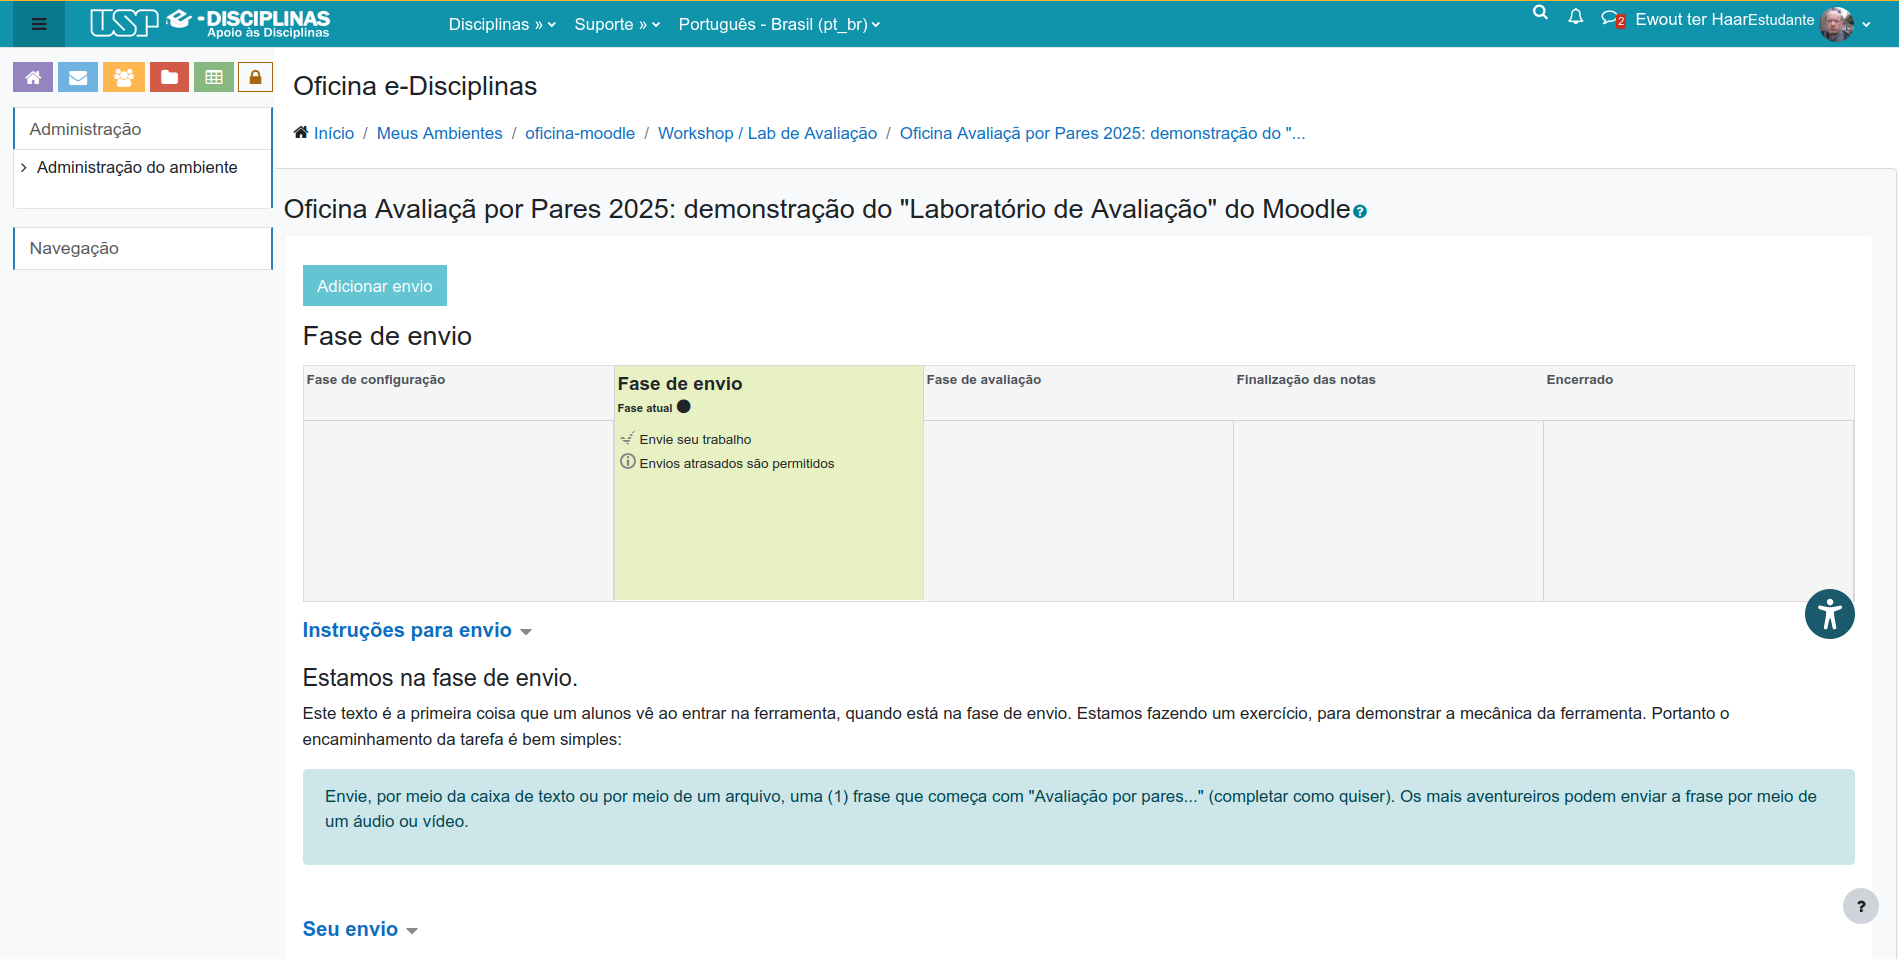 USP e-DISCIPLINAS
Apoio às Disciplinas
Disciplinas »
Suporte »
Português - Brasil (pt_br)
2
Ewout ter HaarEstudante
Administração
Administração do ambiente
Navegação
Oficina e-Disciplinas
Início / Meus Ambientes / oficina-moodle / Workshop / Lab de Avaliação / Oficina Avaliaçã por Pares 2025: demonstração do "...
Oficina Avaliaçã por Pares 2025: demonstração do "Laboratório de Avaliação" do Moodle ?
Adicionar envio
Fase de envio
Fase de configuração
Fase de envio
Fase atual
Envie seu trabalho
Envios atrasados são permitidos
Fase de avaliação
Finalização das notas
Encerrado
Instruções para envio
Estamos na fase de envio.
Este texto é a primeira coisa que um alunos vê ao entrar na ferramenta, quando está na fase de envio. Estamos fazendo um exercício, para demonstrar a mecânica da ferramenta. Portanto o
encaminhamento da tarefa é bem simples:
Envie, por meio da caixa de texto ou por meio de um arquivo, uma (1) frase que começa com "Avaliação por pares..." (completar como quiser). Os mais aventureiros podem enviar a frase por meio de
um áudio ou vídeo.
?
Seu envio